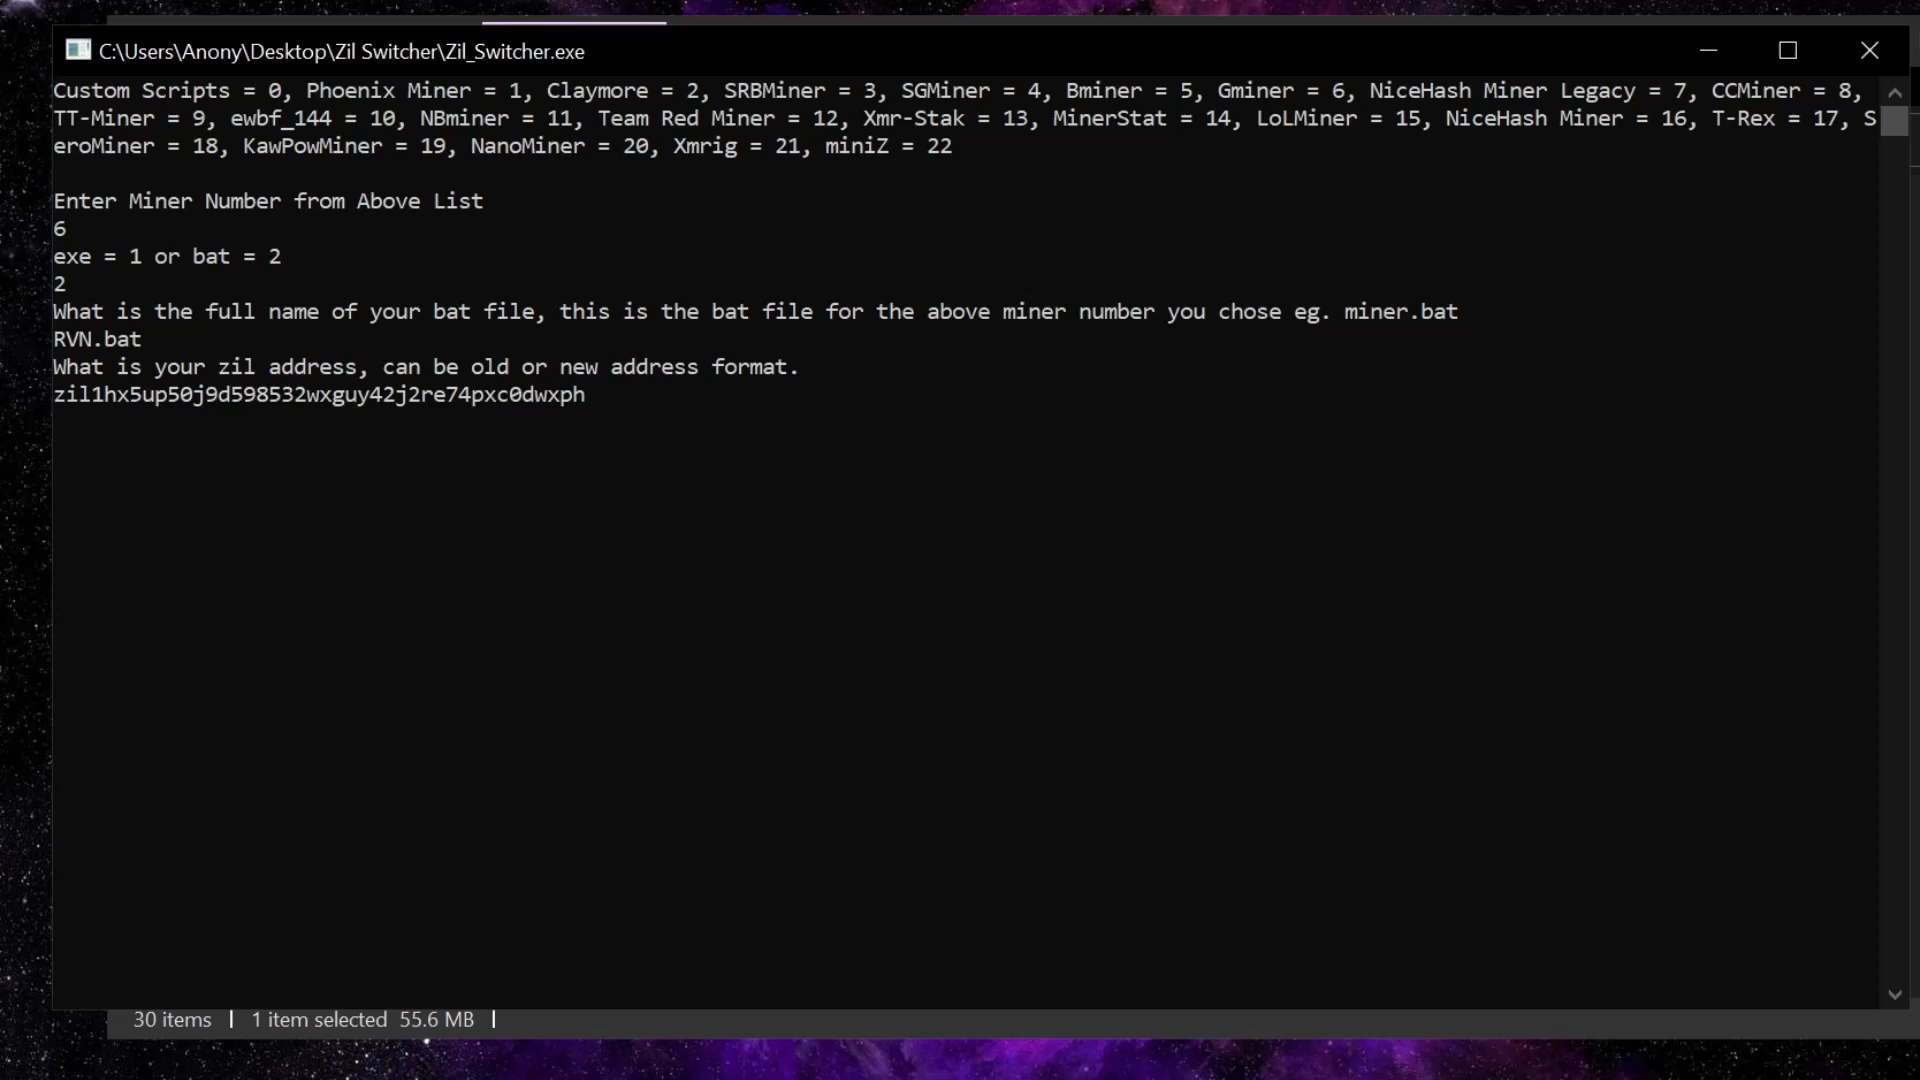 C:\Users\Anony\Desktop\Zil Switcher\Zil_Switcher.exe
Custom Scripts = 0, Phoenix Miner = 1, Claymore = 2, SRBMiner = 3, SGMiner = 4, Bminer = 5, Gminer = 6, NiceHash Miner Legacy = 7, CCMiner = 8,
TT-Miner = 9, ewbf_144 = 10, NBminer = 11, Team Red Miner = 12, Xmr-Stak = 13, MinerStat = 14, LoLMiner = 15, NiceHash Miner = 16, T-Rex = 17, S
eroMiner = 18, KawPowMiner = 19, NanoMiner = 20, Xmrig = 21, miniZ = 22
Enter Miner Number from Above List
6
exe = 1 or bat = 2
2
What is the full name of your bat file, this is the bat file for the above miner number you chose eg. miner.bat
RVN.bat
What is your zil address, can be old or new address format.
zil1hx5up50j9d598532wxguy42j2re74pxc0dwxph
30 items | 1 item selected 55.6 MB |